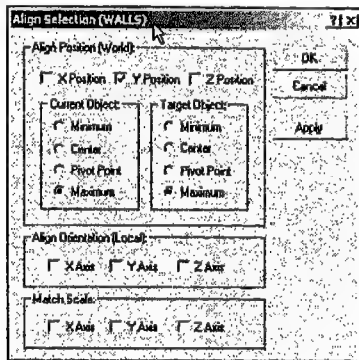 Align Selection (WALLS) ? X
Align Position (World):
X Position Y Position Z Position
Current Object: Target Object:
Minimum Minimum
Center Center
Pivot Point Pivot Point
Maximum Maximum
Align Orientation (Local):
X Axis Y Axis Z Axis
Match Scale:
X Axis Y Axis Z Axis
OK
Cancel
Apply